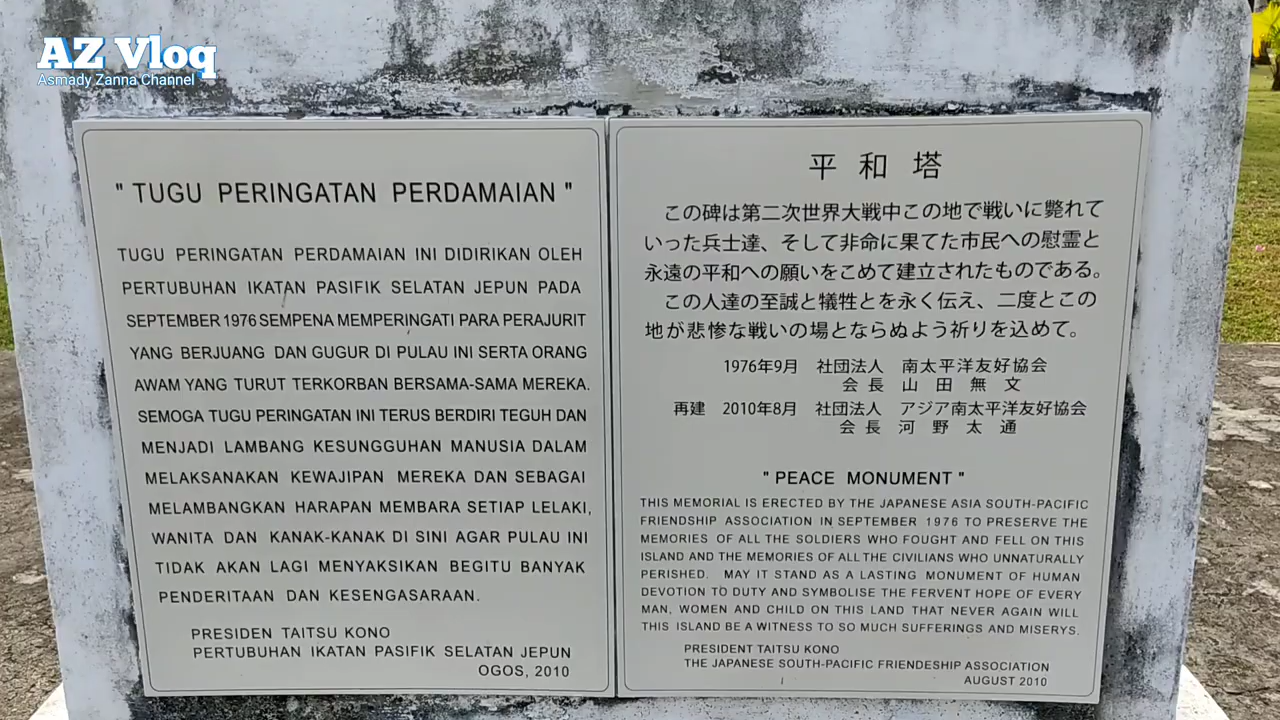 AZ Vloq
Asmady Zanna Channel
" TUGU PERINGATAN PERDAMAIAN "
TUGU PERINGATAN PERDAMAIAN INI DIDIRIKAN OLEH
PERTUBUHAN IKATAN PASIFIK SELATAN JEPUN PADA
SEPTEMBER 1976 SEMPENA MEMPERINGATI PARA PERAJURIT
YANG BERJUANG DAN GUGUR DI PULAU INI SERTA ORANG
AWAM YANG TURUT TERKORBAN BERSAMA-SAMA MEREKA.
SEMOGA TUGU PERINGATAN INI TERUS BERDIRI TEGUH DAN
MENJADI LAMBANG KESUNGGUHAN MANUSIA DALAM
MELAKSANAKAN KEWAJIPAN MEREKA DAN SEBAGAI
MELAMBANGKAN HARAPAN MEMBARA SETIAP LELAKI,
WANITA DAN KANAK-KANAK DI SINI AGAR PULAU INI
TIDAK AKAN LAGI MENYAKSIKAN BEGITU BANYAK
PENDERITAAN DAN KESENGASARAAN.
PRESIDEN TAITSU KONO
PERTUBUHAN IKATAN PASIFIK SELATAN JEPUN
OGOS, 2010
平和塔
この碑は第二次世界大戦中この地で戦いに斃れて
いった兵士達、そして非命に果てた市民への慰霊と
永遠の平和への願いをこめて建立されたものである。
この人達の至誠と犠牲とを永く伝え、二度とこの
地が悲惨な戦いの場とならぬよう祈りを込めて。
1976年9月 社団法人 南太平洋友好協会
会長 山田無文
再建 2010年8月 社団法人 アジア南太平洋友好協会
会長 河野太通
" PEACE MONUMENT "
THIS MEMORIAL IS ERECTED BY THE JAPANESE ASIA SOUTH-PACIFIC
FRIENDSHIP ASSOCIATION IN SEPTEMBER 1976 TO PRESERVE THE
MEMORIES OF ALL THE SOLDIERS WHO FOUGHT AND FELL ON THIS
ISLAND AND THE MEMORIES OF ALL THE CIVILIANS WHO UNNATURALLY
PERISHED. MAY IT STAND AS A LASTING MONUMENT OF HUMAN
DEVOTION TO DUTY AND SYMBOLISE THE FERVENT HOPE OF EVERY
MAN, WOMEN AND CHILD ON THIS LAND THAT NEVER AGAIN WILL
THIS ISLAND BE A WITNESS TO SO MUCH SUFFERINGS AND MISERYS.
PRESIDENT TAITSU KONO
THE JAPANESE SOUTH-PACIFIC FRIENDESHIP ASSOCIATION
AUGUST 2010